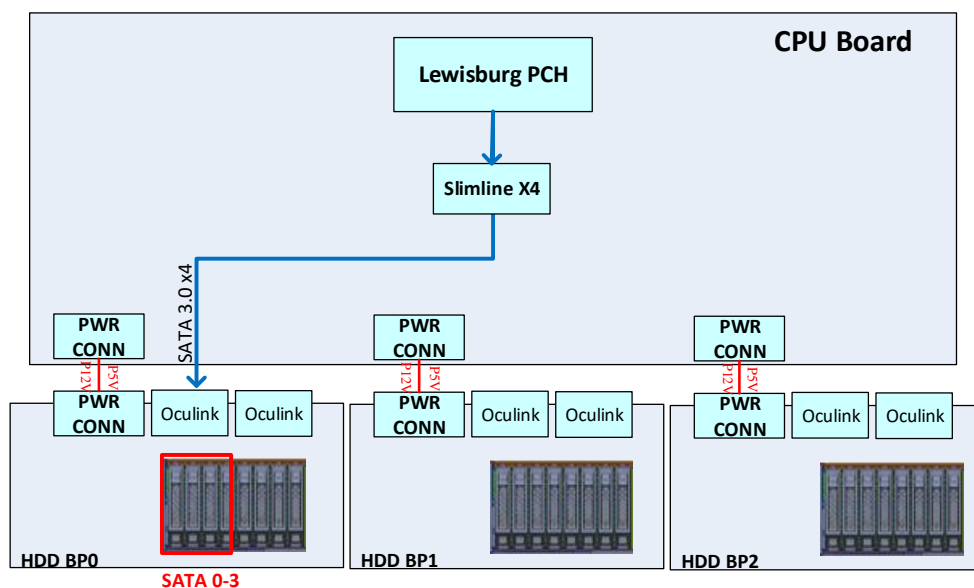 CPU Board
Lewisburg PCH
Slimline X4
SATA 3.0 x4
PWR
CONN
PWR
CONN
PWR
CONN
P12V
P5V
P12V
P5V
P12V
P5V
PWR
CONN
Oculink
Oculink
PWR
CONN
Oculink
Oculink
PWR
CONN
Oculink
Oculink
HDD BP0
HDD BP1
HDD BP2
SATA 0-3